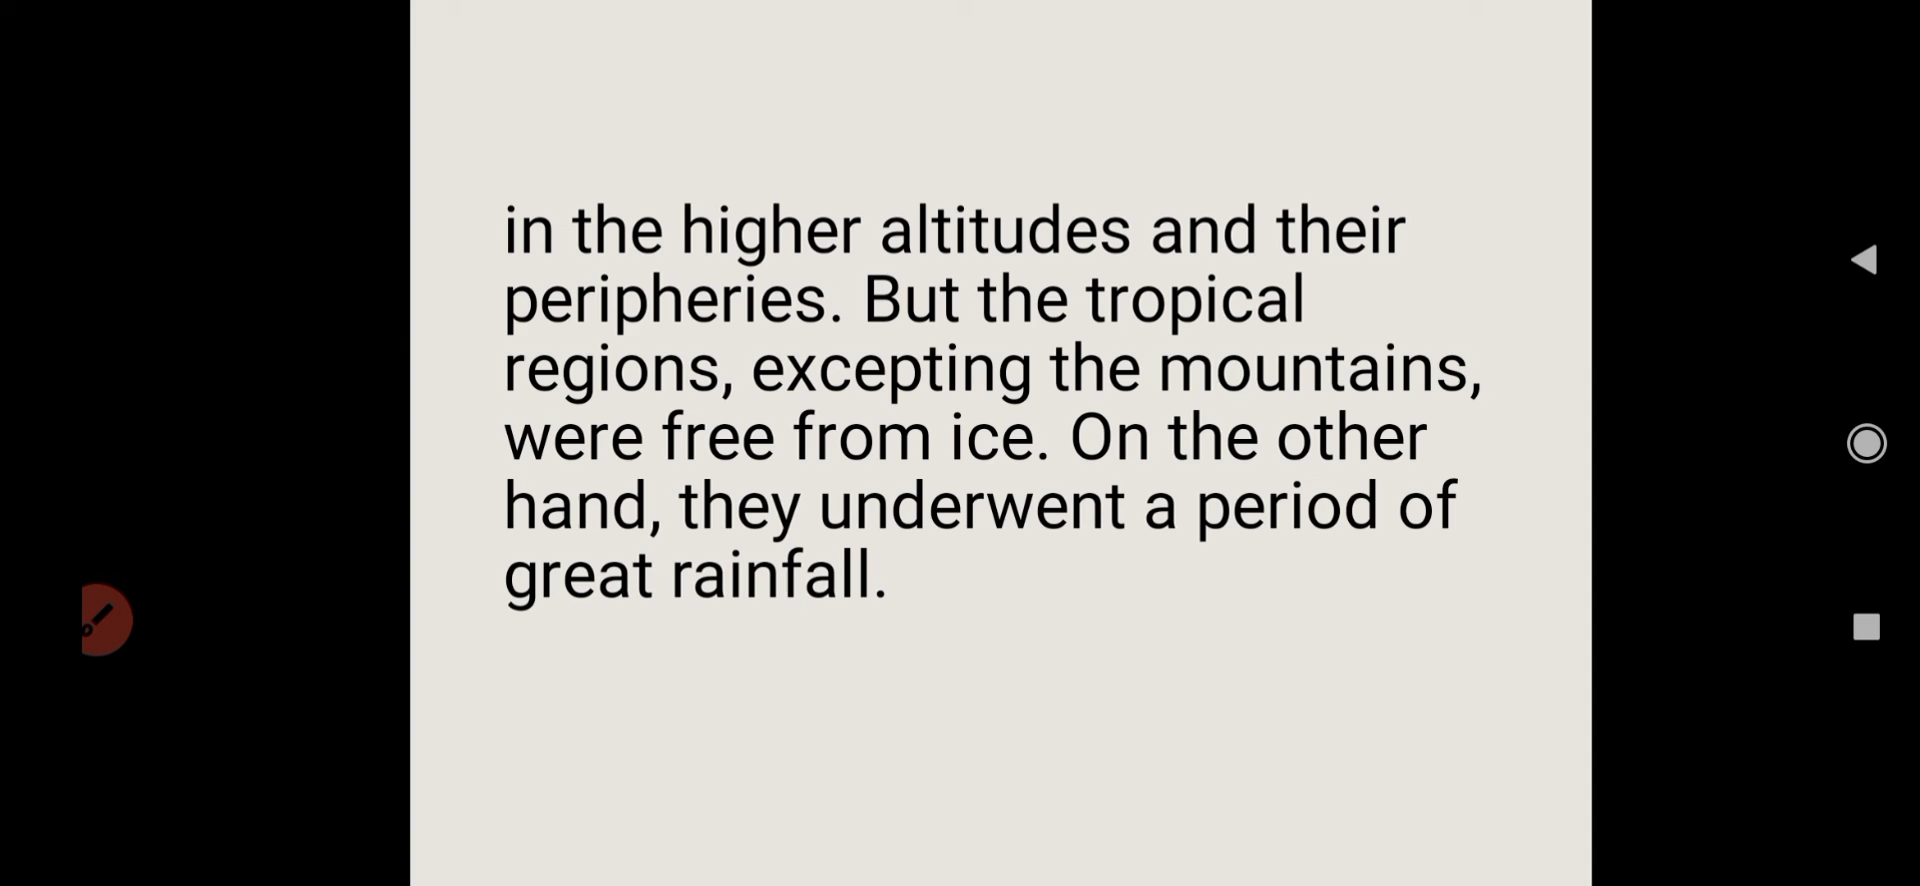 in the higher altitudes and their
peripheries. But the tropical
regions, excepting the mountains,
were free from ice. On the other
hand, they underwent a period of
great rainfall.